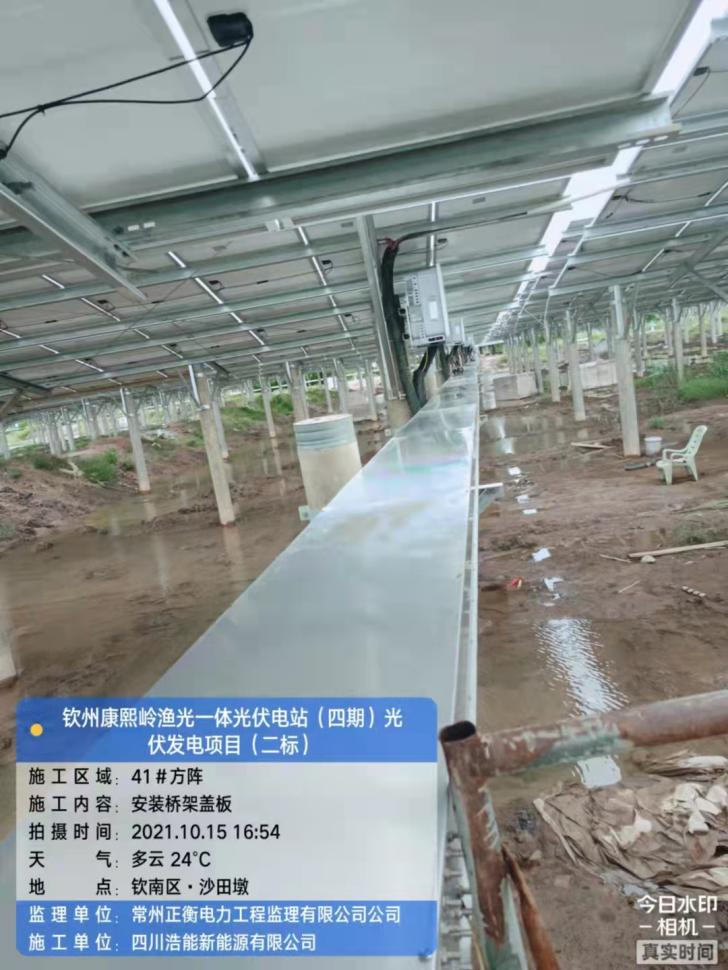 钦州康熙岭渔光一体光伏电站（四期）光
伏发电项目（二标）
施工区域：41#方阵
施工内容：安装桥架盖板
拍摄时间：2021.10.15 16:54
天气：多云 24℃
地点：钦南区·沙田墩
监理单位：常州正衡电力工程监理有限公司公司
施工单位：四川浩能新能源有限公司
今日水印
相机
真实时间